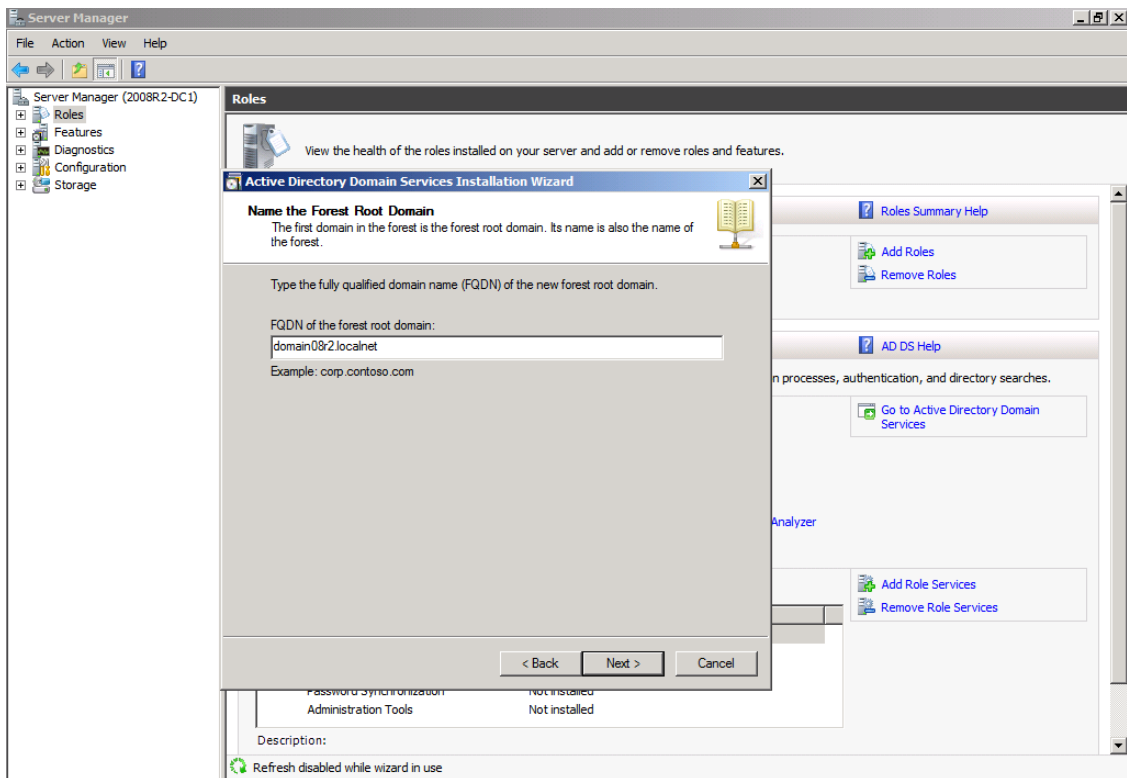 Server Manager
File Action View Help
Server Manager (2008R2-DC1)
Roles
Features
Diagnostics
Configuration
Storage
Roles
View the health of the roles installed on your server and add or remove roles and features.
Active Directory Domain Services Installation Wizard
Name the Forest Root Domain
The first domain in the forest is the forest root domain. Its name is also the name of
the forest.
Type the fully qualified domain name (FQDN) of the new forest root domain.
FQDN of the forest root domain:
domain08r2.localnet
Example: corp.contoso.com
< Back Next > Cancel
Roles Summary Help
Add Roles
Remove Roles
AD DS Help
n processes, authentication, and directory searches.
Go to Active Directory Domain
Services
Analyzer
Add Role Services
Remove Role Services
Password Synchronization Not installed
Administration Tools Not installed
Description:
Refresh disabled while wizard in use